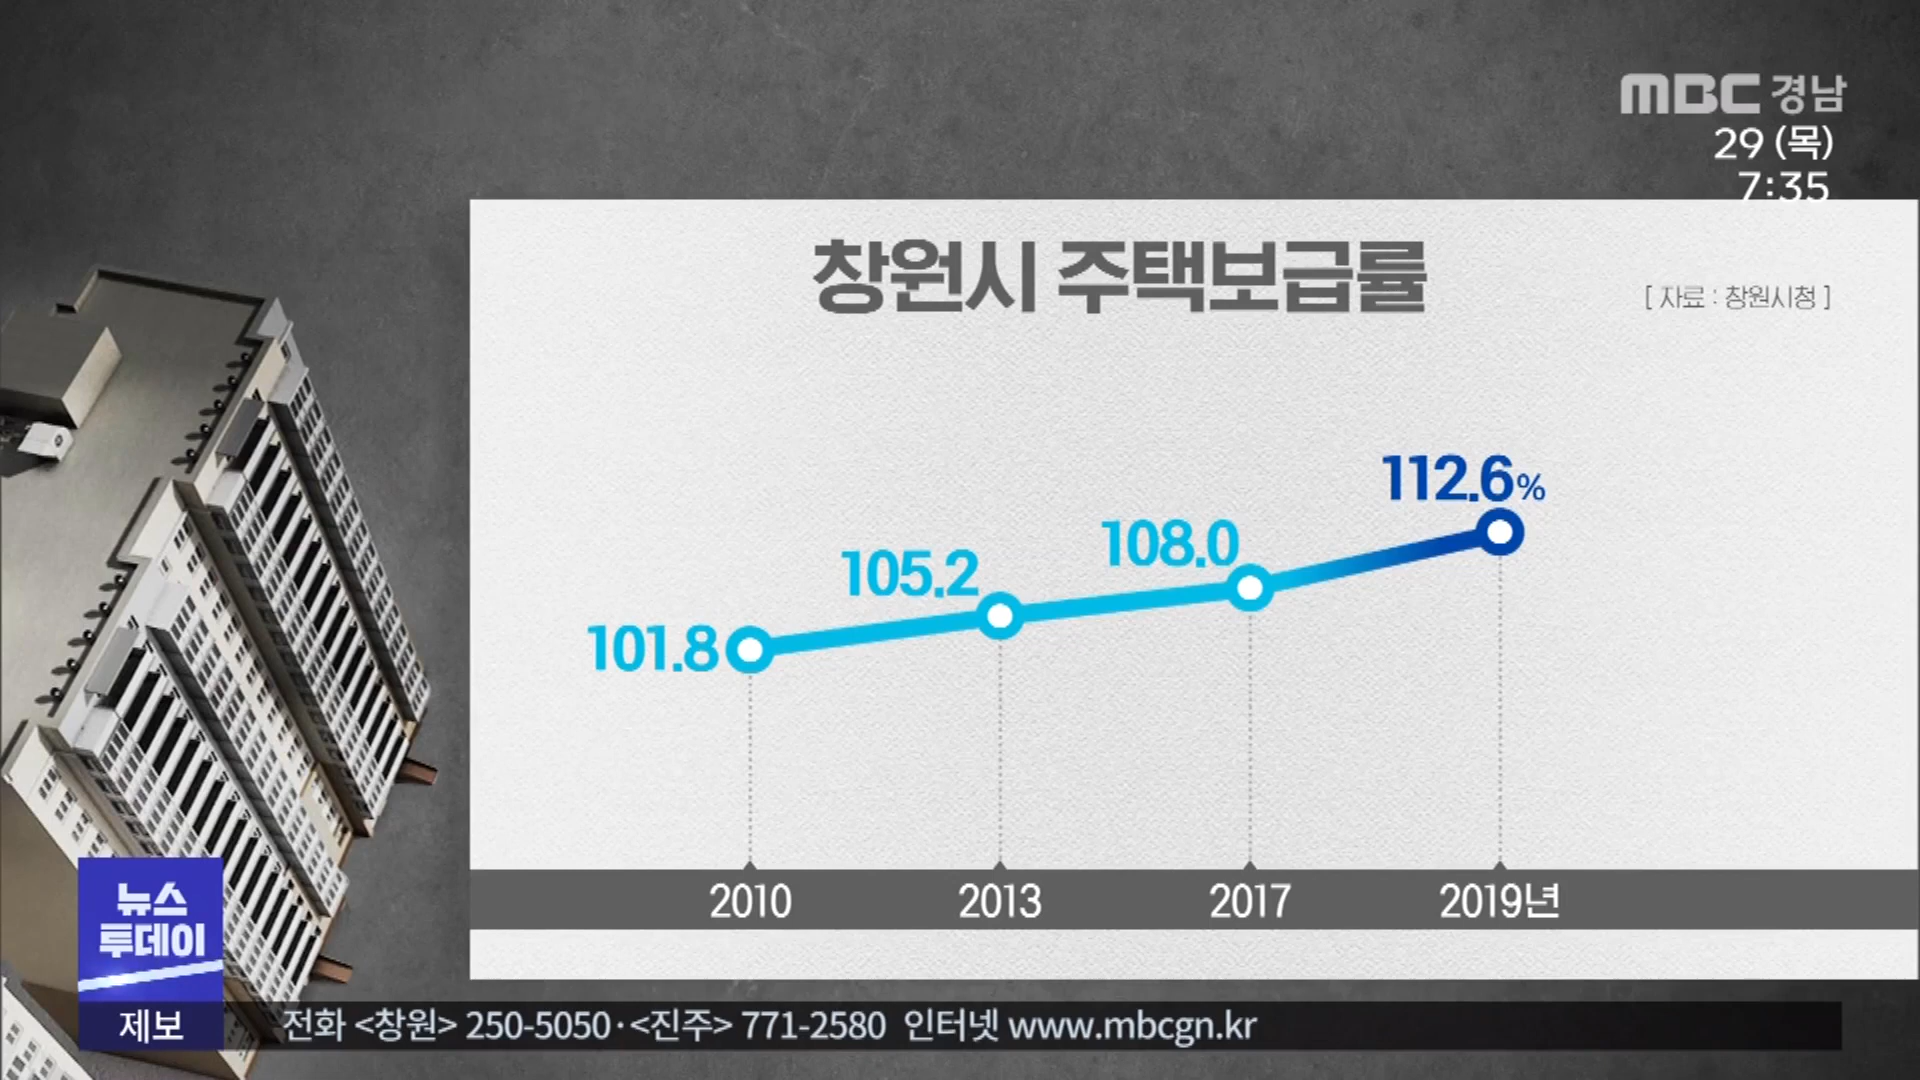 MBC 경남
29 (목)
7:35
창원시 주택보급률
[ 자료 : 창원시청 ]
101.8
105.2
108.0
112.6%
2010
2013
2017
2019년
뉴스
투데이
제보
전화 <창원> 250-5050·<진주> 771-2580 인터넷 www.mbcgn.kr